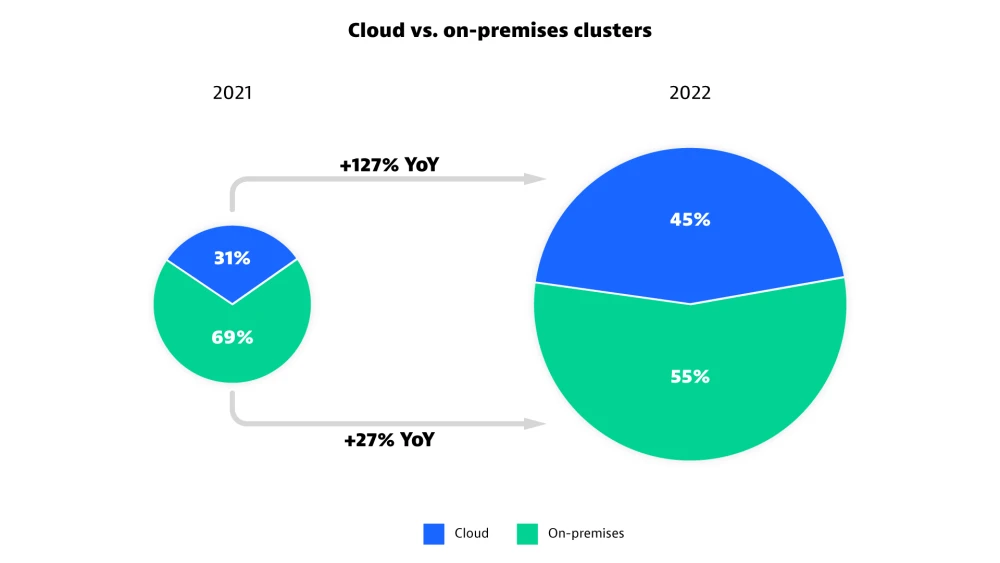 Cloud vs. on-premises clusters
2021
2022
+127% YoY
31%
69%
45%
55%
+27% YoY
Cloud
On-premises